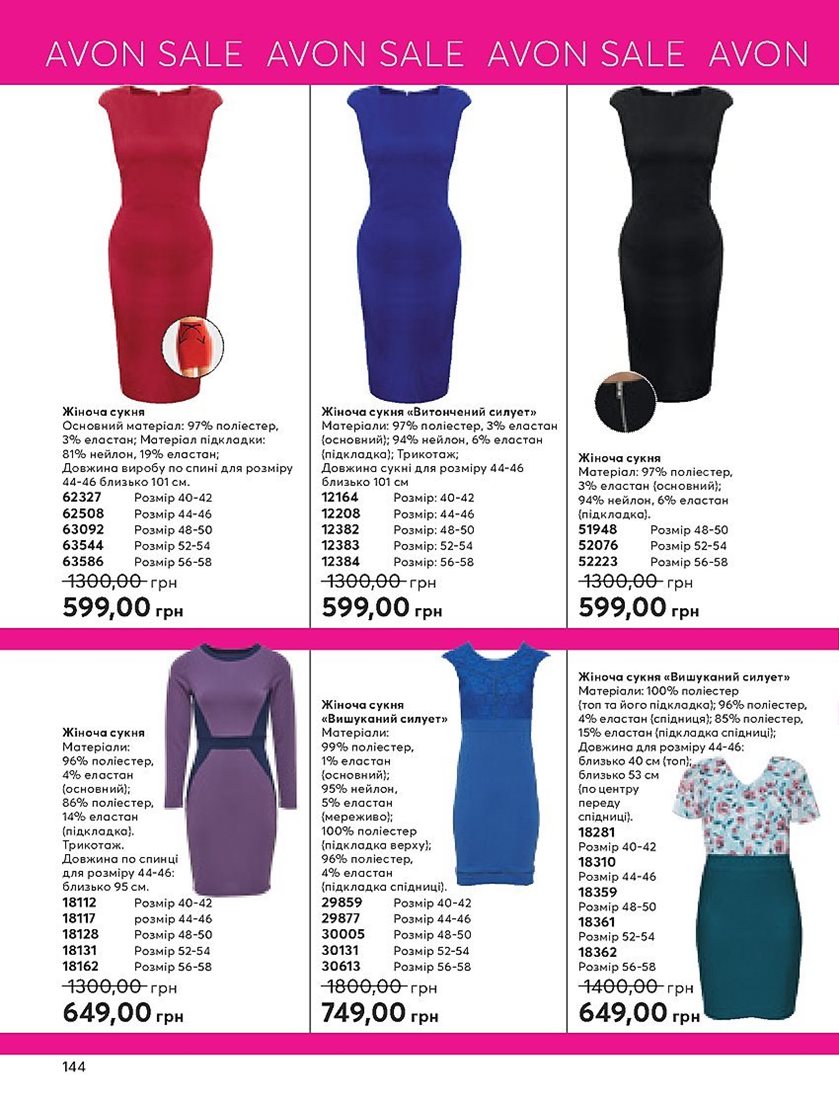 AVON SALE AVON SALE AVON SALE AVON
Жіноча сукня
Основний матеріал: 97% поліестер,
3% еластан; Матеріал підкладки:
81% нейлон, 19% еластан;
Довжина виробу по спині для розміру
44-46 близько 101 см.
62327 Розмір 40-42
62508 Розмір 44-46
63092 Розмір 48-50
63544 Розмір 52-54
63586 Розмір 56-58
1300,00 грн
599,00 грн
Жіноча сукня «Витончений силует»
Матеріали: 97% поліестер, 3% еластан
(основний); 94% нейлон, 6% еластан
(підкладка); Трикотаж;
Довжина сукні для розміру 44-46
близько 101 см
12164 Розмір: 40-42
12208 Розмір: 44-46
12382 Розмір: 48-50
12383 Розмір: 52-54
12384 Розмір: 56-58
1300,00 грн
599,00 грн
Жіноча сукня
Матеріал: 97% поліестер,
3% еластан (основний);
94% нейлон, 6% еластан
(підкладка).
51948 Розмір 48-50
52076 Розмір 52-54
52223 Розмір 56-58
1300,00 грн
599,00 грн
Жіноча сукня
Матеріали:
96% поліестер,
4% еластан
(основний);
86% поліестер,
14% еластан
(підкладка).
Трикотаж.
Довжина по спинці
для розміру 44-46:
близько 95 см.
18112 Розмір 40-42
18117 розмір 44-46
18128 Розмір 48-50
18131 Розмір 52-54
18162 Розмір 56-58
1300,00 грн
649,00 грн
Жіноча сукня
«Вишуканий силует»
Матеріали:
99% поліестер,
1% еластан
(основний);
95% нейлон,
5% еластан
(мереживо);
100% поліестер
(підкладка верху);
96% поліестер,
4% еластан
(підкладка спідниці).
29859 Розмір 40-42
29877 Розмір 44-46
30005 Розмір 48-50
30131 Розмір 52-54
30613 Розмір 56-58
1800,00 грн
749,00 грн
Жіноча сукня «Вишуканий силует»
Матеріали: 100% поліестер
(топ та його підкладка); 96% поліестер,
4% еластан (спідниця); 85% поліестер,
15% еластан (підкладка спідниці);
Довжина для розміру 44-46:
близько 40 см (топ);
близько 53 см
(по центру
переду
спідниці).
18281
Розмір 40-42
18310
Розмір 44-46
18359
Розмір 48-50
18361
Розмір 52-54
18362
Розмір 56-58
1400,00 грн
649,00 грн
144